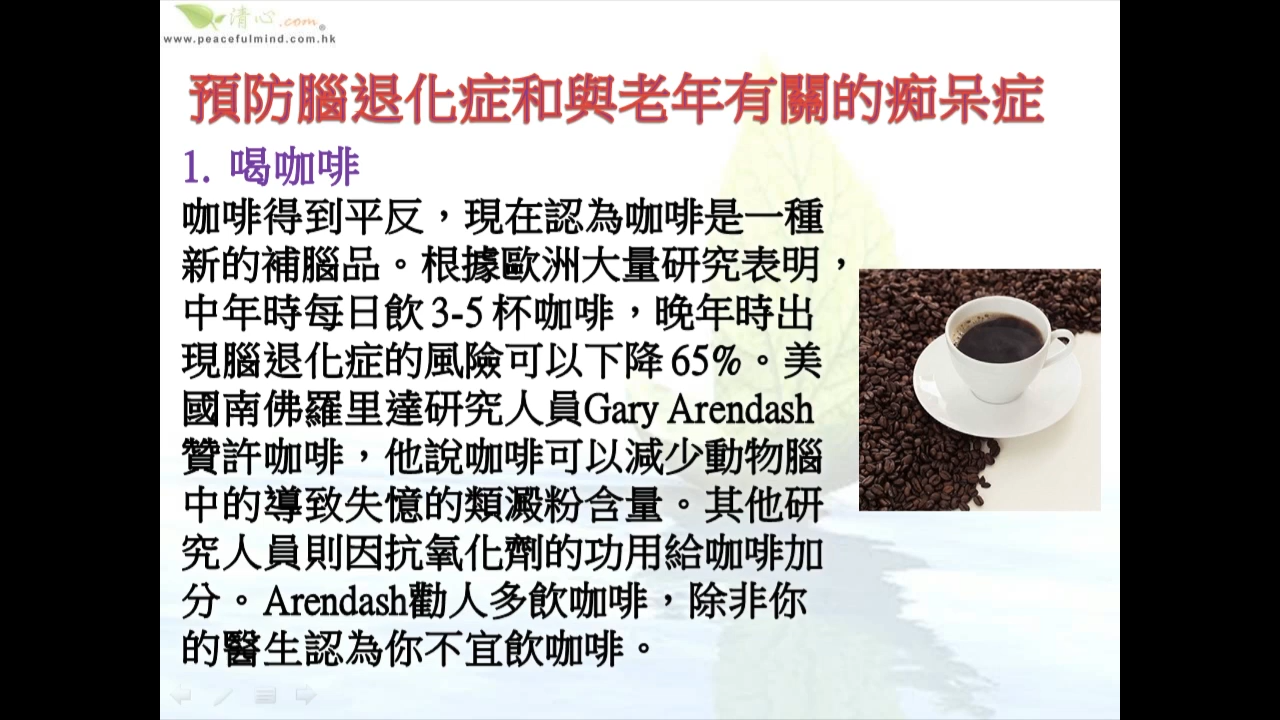 清心.com®
www.peacefulmind.com.hk
預防腦退化症和與老年有關的痴呆症
1. 喝咖啡
咖啡得到平反，現在認為咖啡是一種
新的補腦品。根據歐洲大量研究表明，
中年時每日飲3-5杯咖啡，晚年時出
現腦退化症的風險可以下降65%。美
國南佛羅里達研究人員Gary Arendash
贊許咖啡，他說咖啡可以減少動物腦
中的導致失憶的類澱粉含量。其他研
究人員則因抗氧化劑的功用給咖啡加
分。Arendash勸人多飲咖啡，除非你
的醫生認為你不宜飲咖啡。